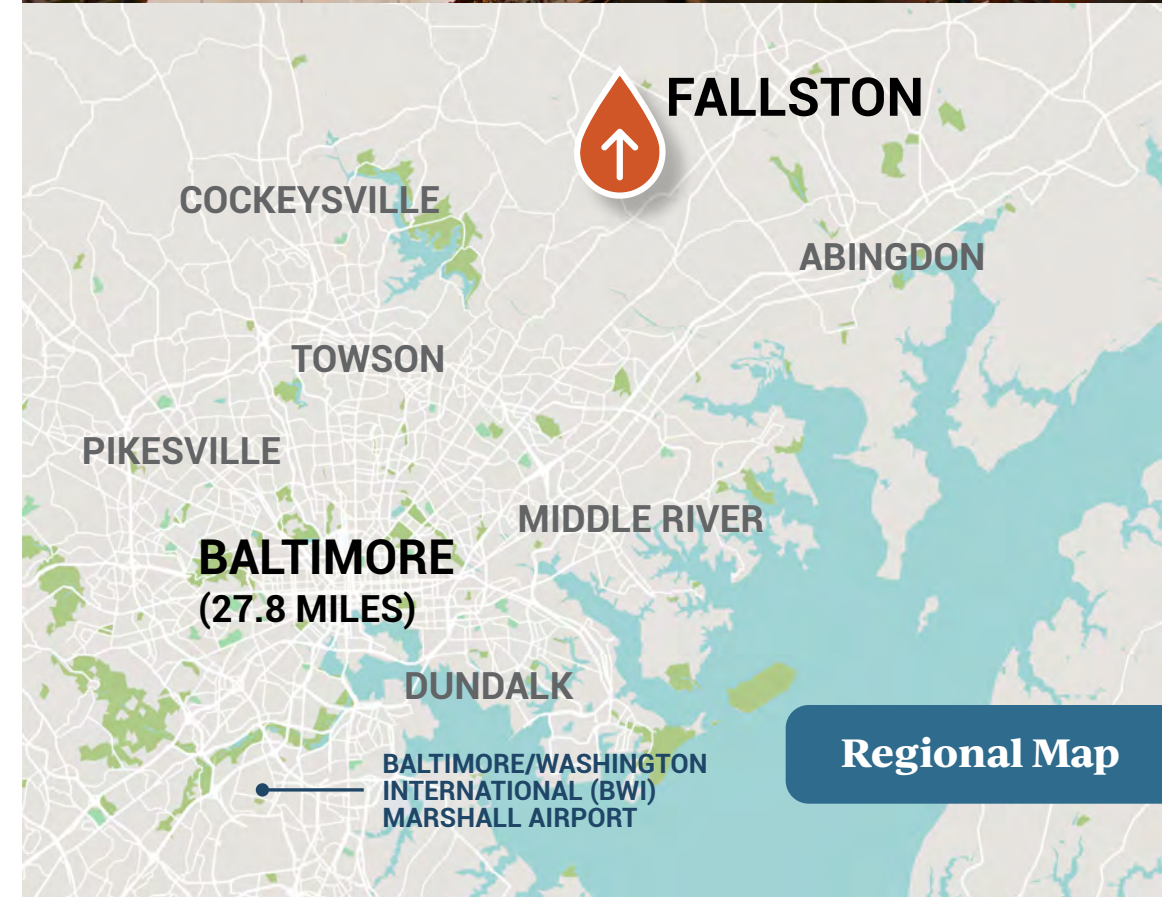 FALLSTON
COCKEYSVILLE
ABINGDON
TOWSON
PIKESVILLE
MIDDLE RIVER
BALTIMORE
(27.8 MILES)
DUNDALK
BALTIMORE/WASHINGTON
INTERNATIONAL (BWI)
MARSHALL AIRPORT
Regional Map